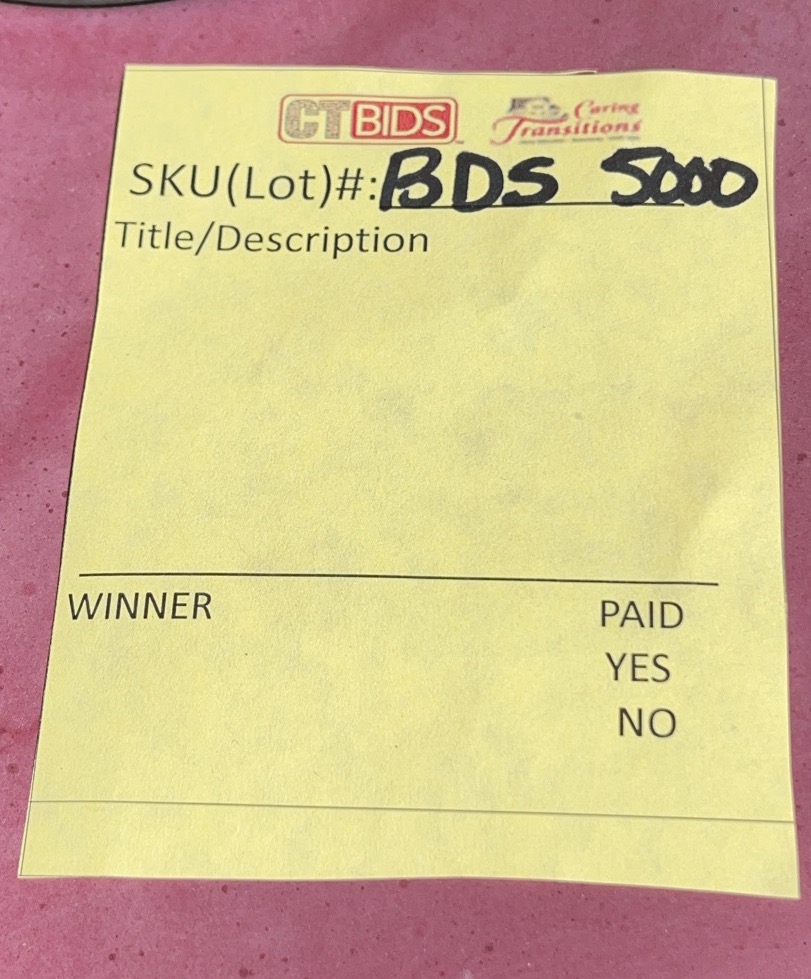 CTBIDS Caring
Transitions
SKU(Lot)#: BDS 5000
Title/Description
WINNER PAID
YES
NO